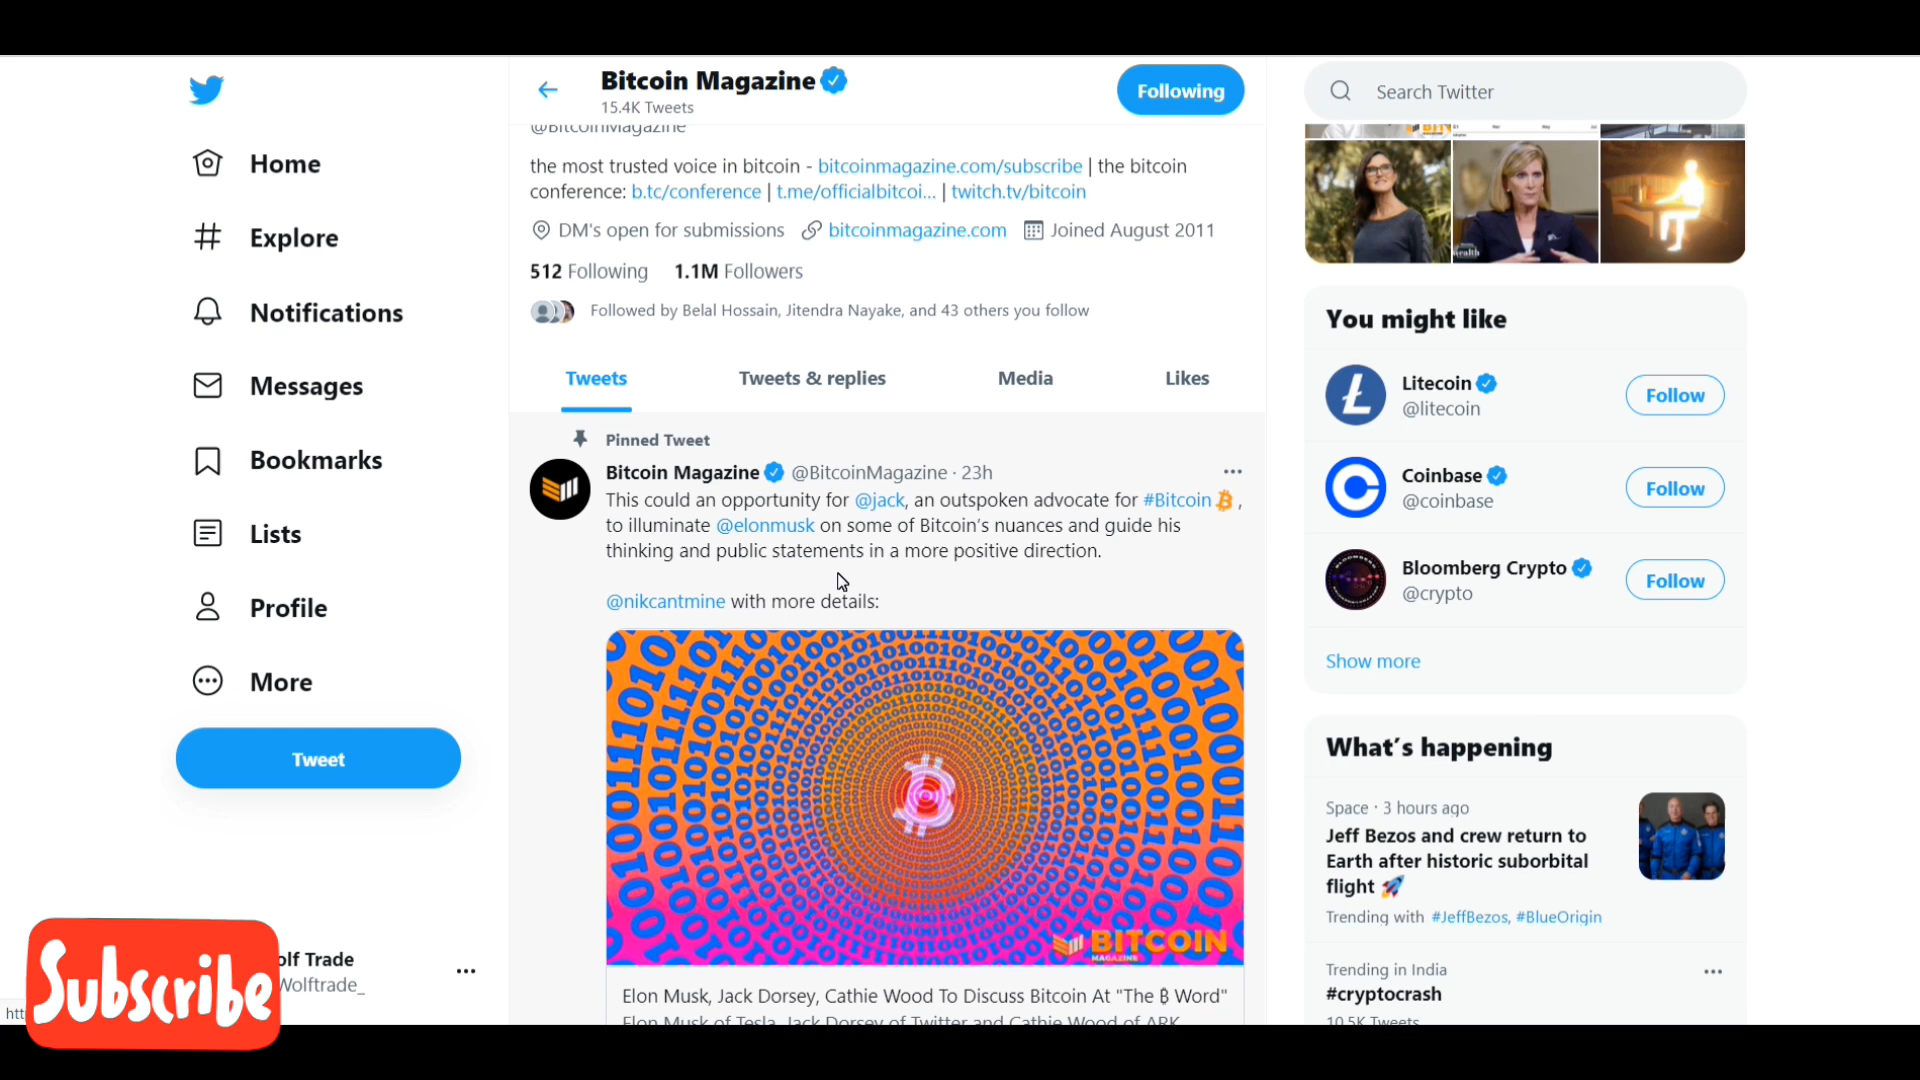 Bitcoin Magazine
15.4K Tweets
Following
Search Twitter
@BitcoinMagazine
the most trusted voice in bitcoin - bitcoinmagazine.com/subscribe | the bitcoin
conference: b.tc/conference | t.me/officialbitcoi... | twitch.tv/bitcoin
DM's open for submissions bitcoinmagazine.com Joined August 2011
512 Following 1.1M Followers
Followed by Belal Hossain, Jitendra Nayake, and 43 others you follow
Tweets Tweets & replies Media Likes
Pinned Tweet
Bitcoin Magazine @BitcoinMagazine · 23h
This could an opportunity for @jack, an outspoken advocate for #Bitcoin ,
to illuminate @elonmusk on some of Bitcoin's nuances and guide his
thinking and public statements in a more positive direction.
@nikcantmine with more details:
BITCOIN
MAGAZINE
Elon Musk, Jack Dorsey, Cathie Wood To Discuss Bitcoin At "The ₿ Word"
Elon Musk of Tesla, Jack Dorsey of Twitter and Cathie Wood of ARK
Home
Explore
Notifications
Messages
Bookmarks
Lists
Profile
More
Tweet
olf Trade
Wolftrade_
Subscribe
You might like
Litecoin
@litecoin
Follow
Coinbase
@coinbase
Follow
Bloomberg Crypto
@crypto
Follow
Show more
What's happening
Space · 3 hours ago
Jeff Bezos and crew return to
Earth after historic suborbital
flight
Trending with #JeffBezos, #BlueOrigin
Trending in India
#cryptocrash
10.5K Tweets